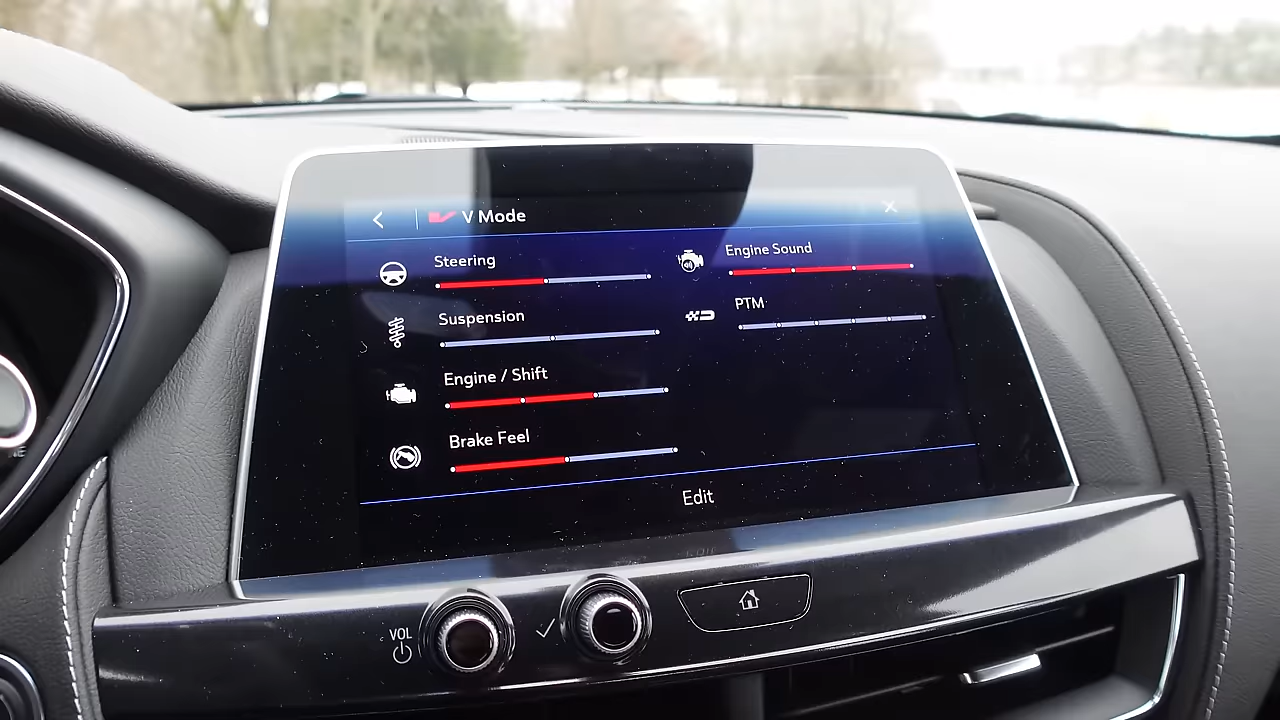 V Mode
Steering
Engine Sound
Suspension
PTM
Engine / Shift
Brake Feel
Edit
VOL